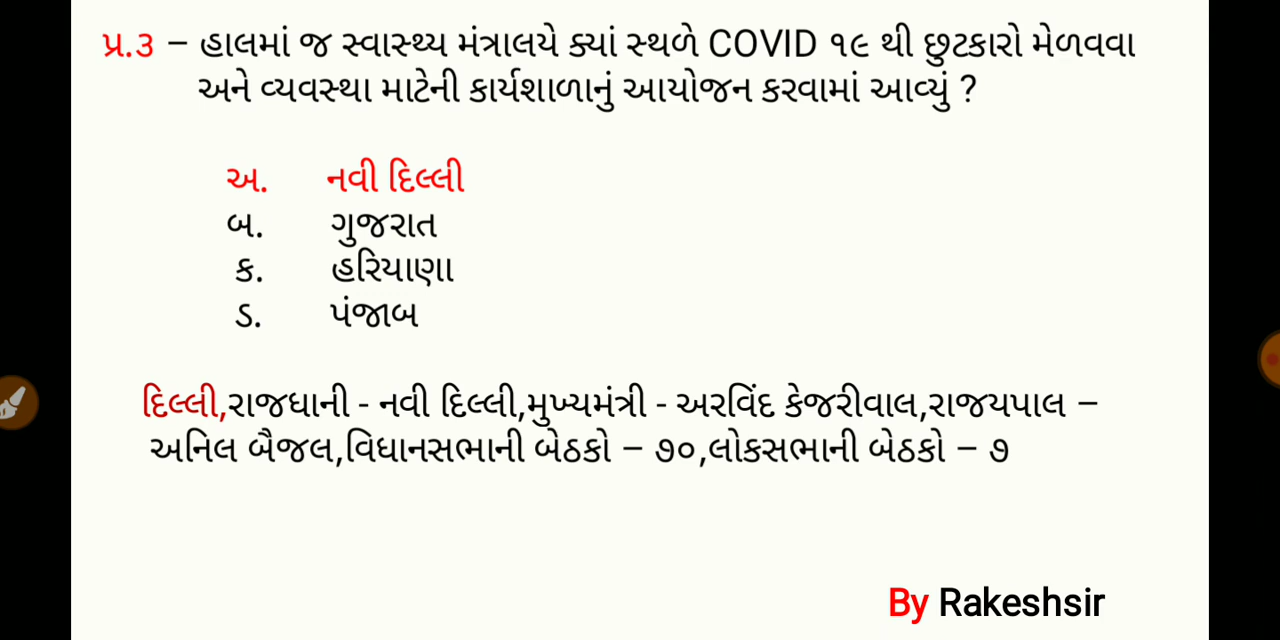 પ્ર.૩ – હાલમાં જ સ્વાસ્થ્ય મંત્રાલયે ક્યાં સ્થળે COVID ૧૯ થી છુટકારો મેળવવા
અને વ્યવસ્થા માટેની કાર્યશાળાનું આયોજન કરવામાં આવ્યું ?
અ. નવી દિલ્લી
બ. ગુજરાત
ક. હરિયાણા
ડ. પંજાબ
દિલ્લી,રાજધાની - નવી દિલ્લી,મુખ્યમંત્રી - અરવિંદ કેજરીવાલ,રાજયપાલ –
અનિલ બૈજલ,વિધાનસભાની બેઠકો – ૭૦,લોકસભાની બેઠકો – ૭
By Rakeshsir